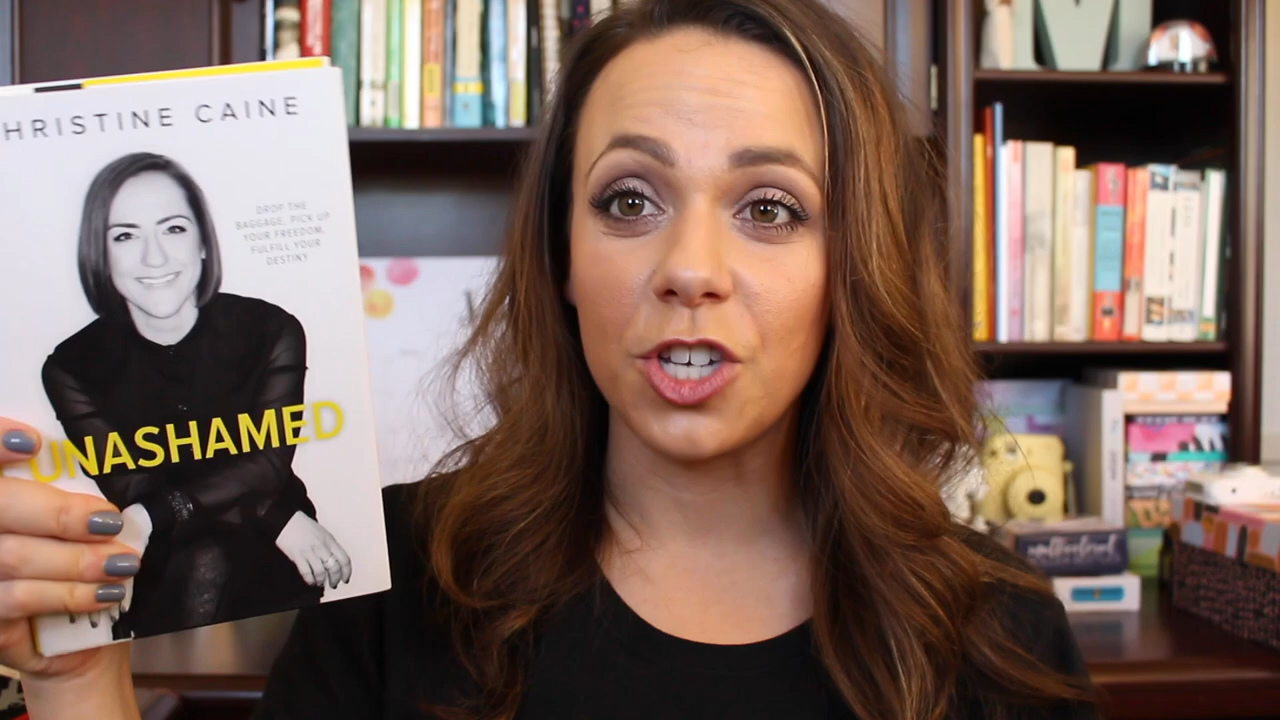 HRISTINE CAINE
DROP THE
BAGGAGE, PICK UP
YOUR FREEDOM,
FULFILL YOUR
DESTINY
UNASHAMED